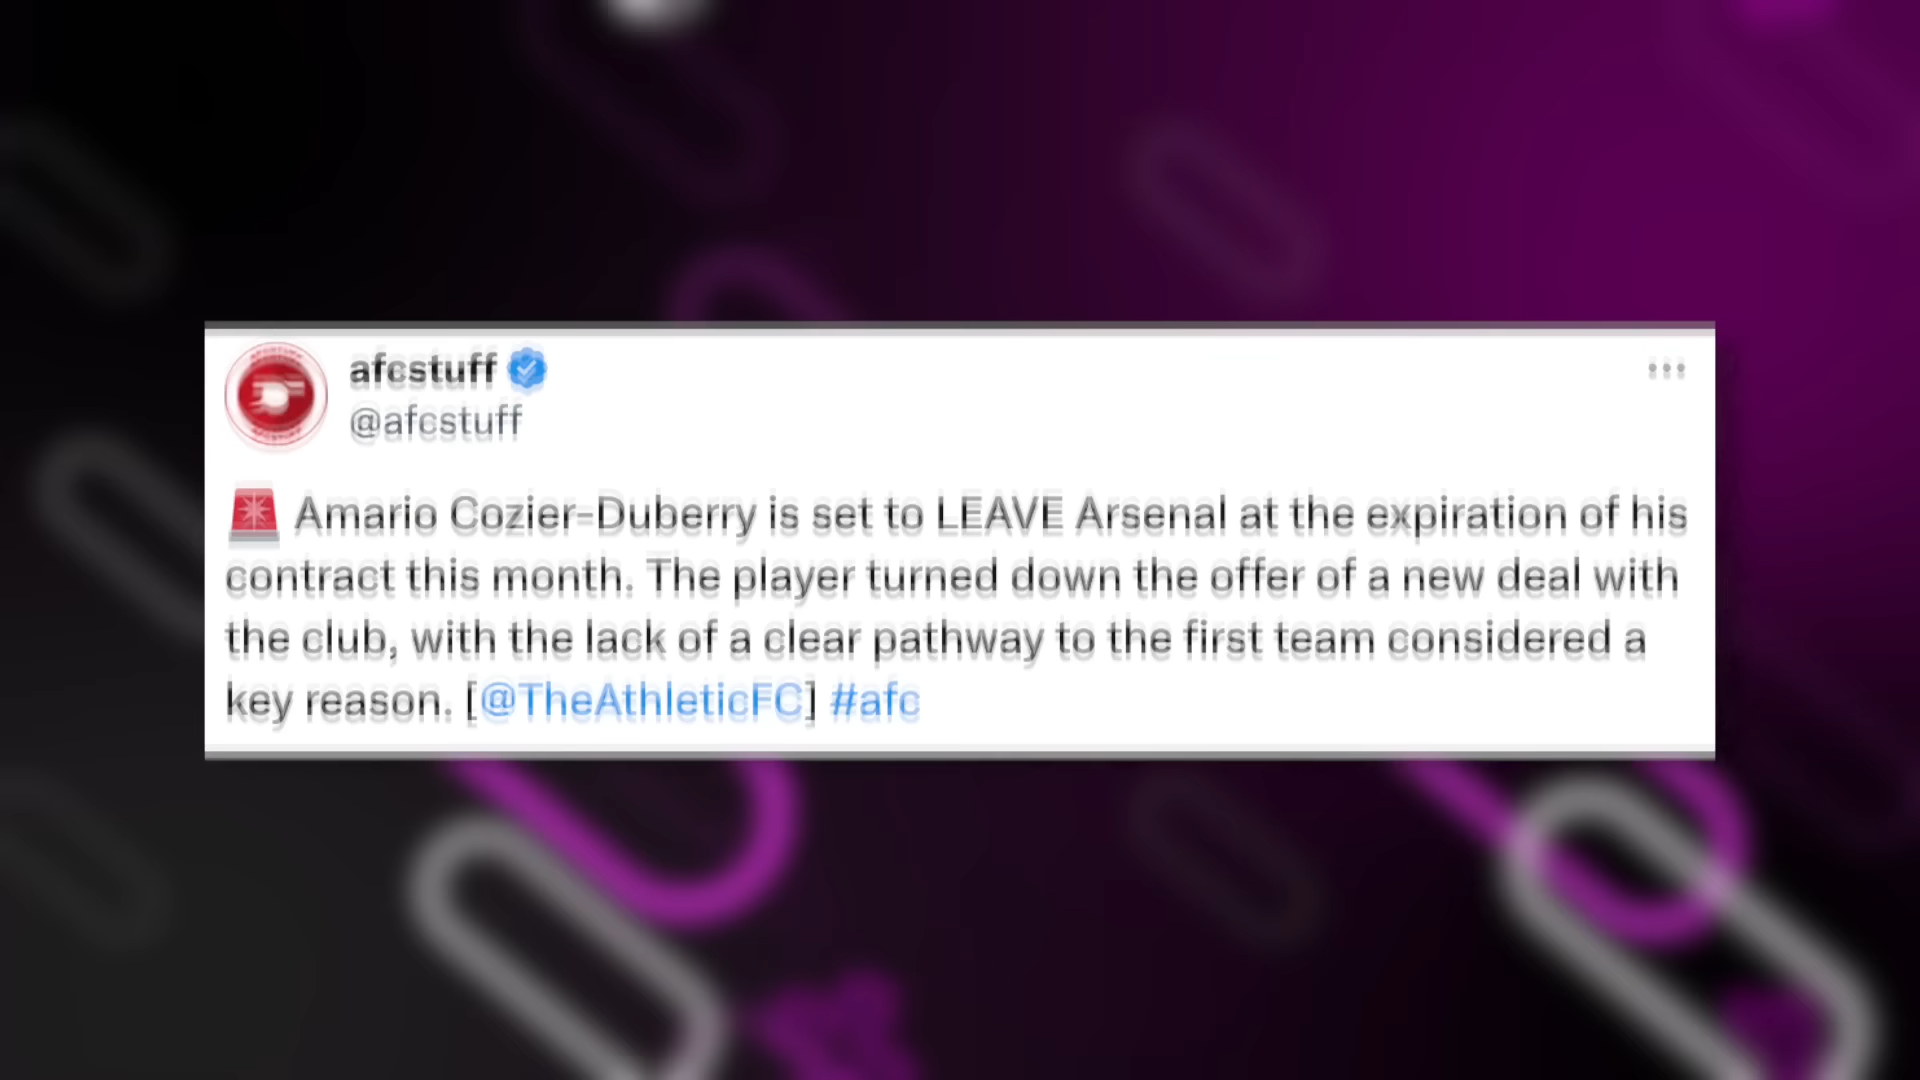 afcstuff
@afcstuff
🚨 Amario Cozier-Duberry is set to LEAVE Arsenal at the expiration of his
contract this month. The player turned down the offer of a new deal with
the club, with the lack of a clear pathway to the first team considered a
key reason. [@TheAthleticFC] #afc